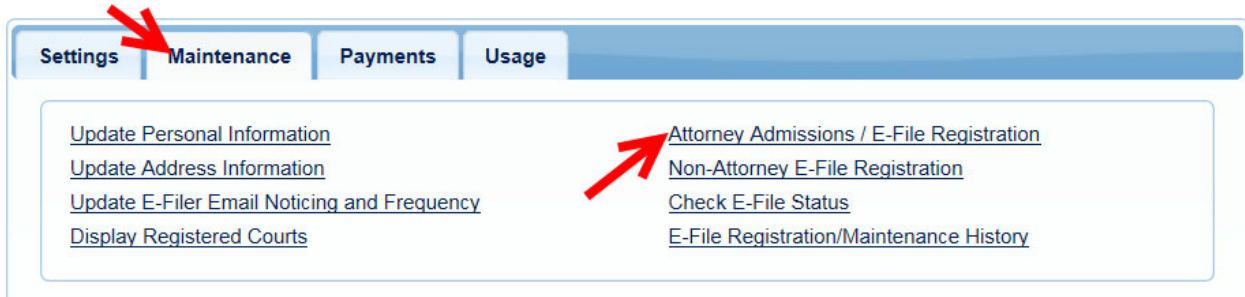 Settings Maintenance Payments Usage
Update Personal Information
Update Address Information
Update E-Filer Email Noticing and Frequency
Display Registered Courts
Attorney Admissions / E-File Registration
Non-Attorney E-File Registration
Check E-File Status
E-File Registration/Maintenance History